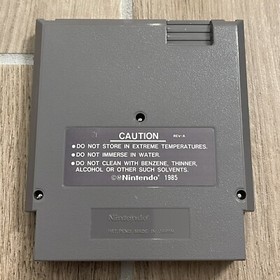 CAUTION
REV-A
• DO NOT STORE IN EXTREME TEMPERATURES.
• DO NOT IMMERSE IN WATER.
• DO NOT CLEAN WITH BENZENE, THINNER,
ALCOHOL OR OTHER SUCH SOLVENTS.
©®Nintendo® 1985
Nintendo